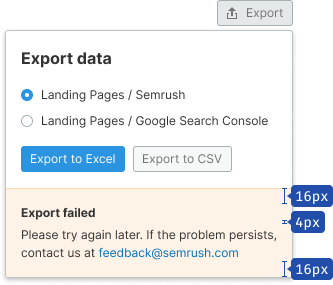 Export
Export data
Landing Pages / Semrush
Landing Pages / Google Search Console
Export to Excel Export to CSV
16px
Export failed
4px
Please try again later. If the problem persists,
contact us at feedback@semrush.com
16px